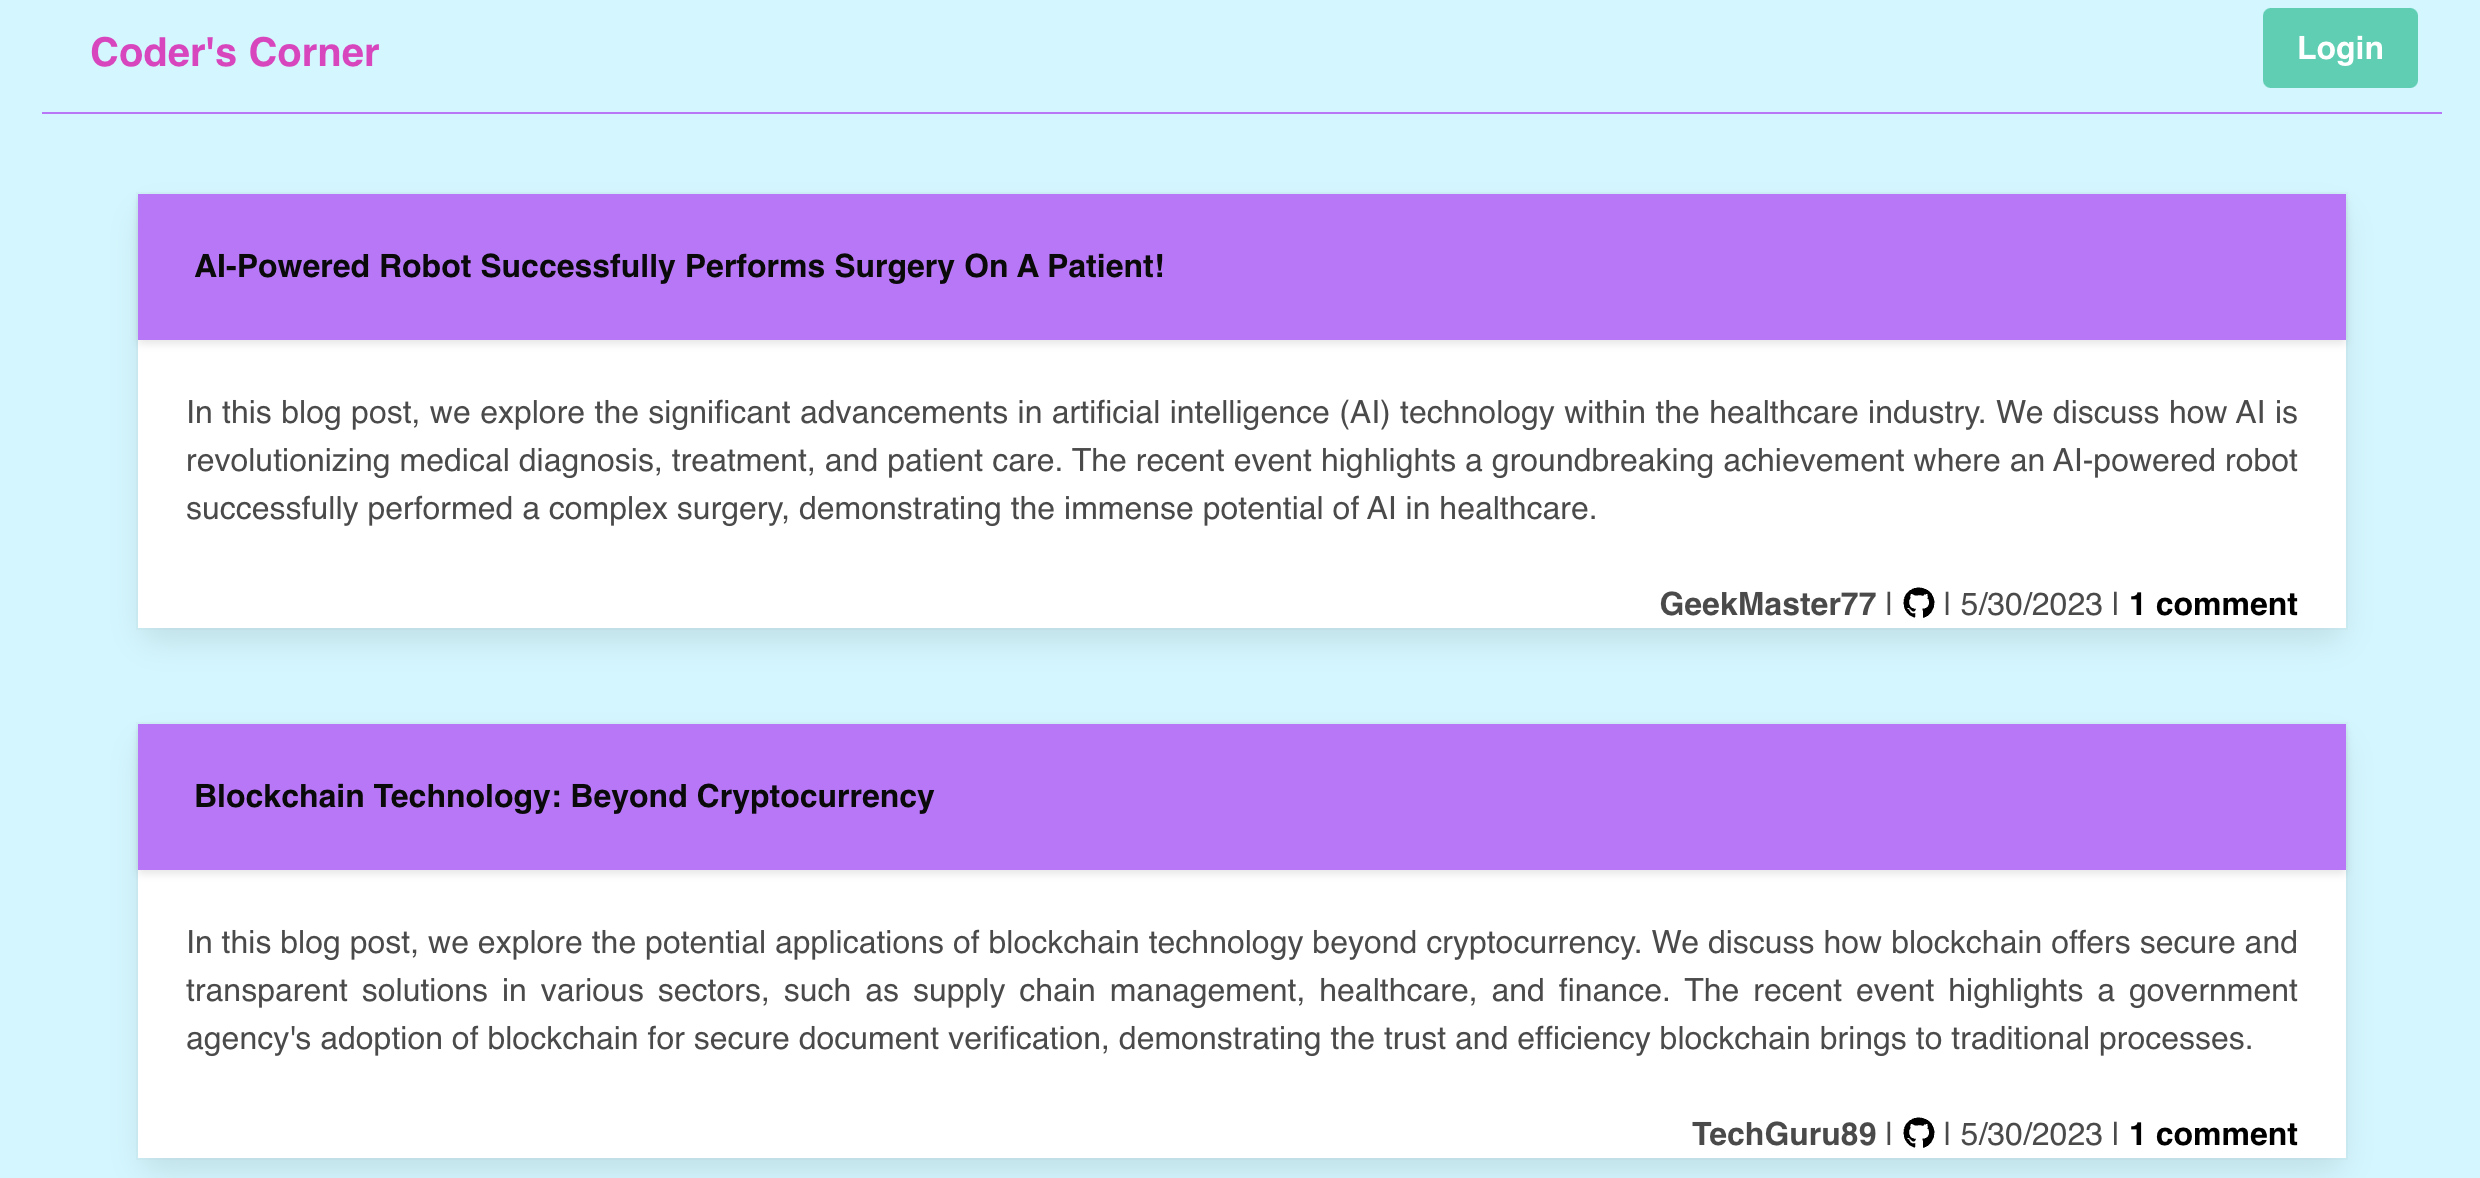 Coder's Corner
Login
AI-Powered Robot Successfully Performs Surgery On A Patient!
In this blog post, we explore the significant advancements in artificial intelligence (AI) technology within the healthcare industry. We discuss how AI is
revolutionizing medical diagnosis, treatment, and patient care. The recent event highlights a groundbreaking achievement where an AI-powered robot
successfully performed a complex surgery, demonstrating the immense potential of AI in healthcare.
GeekMaster77 | | 5/30/2023 | 1 comment
Blockchain Technology: Beyond Cryptocurrency
In this blog post, we explore the potential applications of blockchain technology beyond cryptocurrency. We discuss how blockchain offers secure and
transparent solutions in various sectors, such as supply chain management, healthcare, and finance. The recent event highlights a government
agency's adoption of blockchain for secure document verification, demonstrating the trust and efficiency blockchain brings to traditional processes.
TechGuru89 | | 5/30/2023 | 1 comment